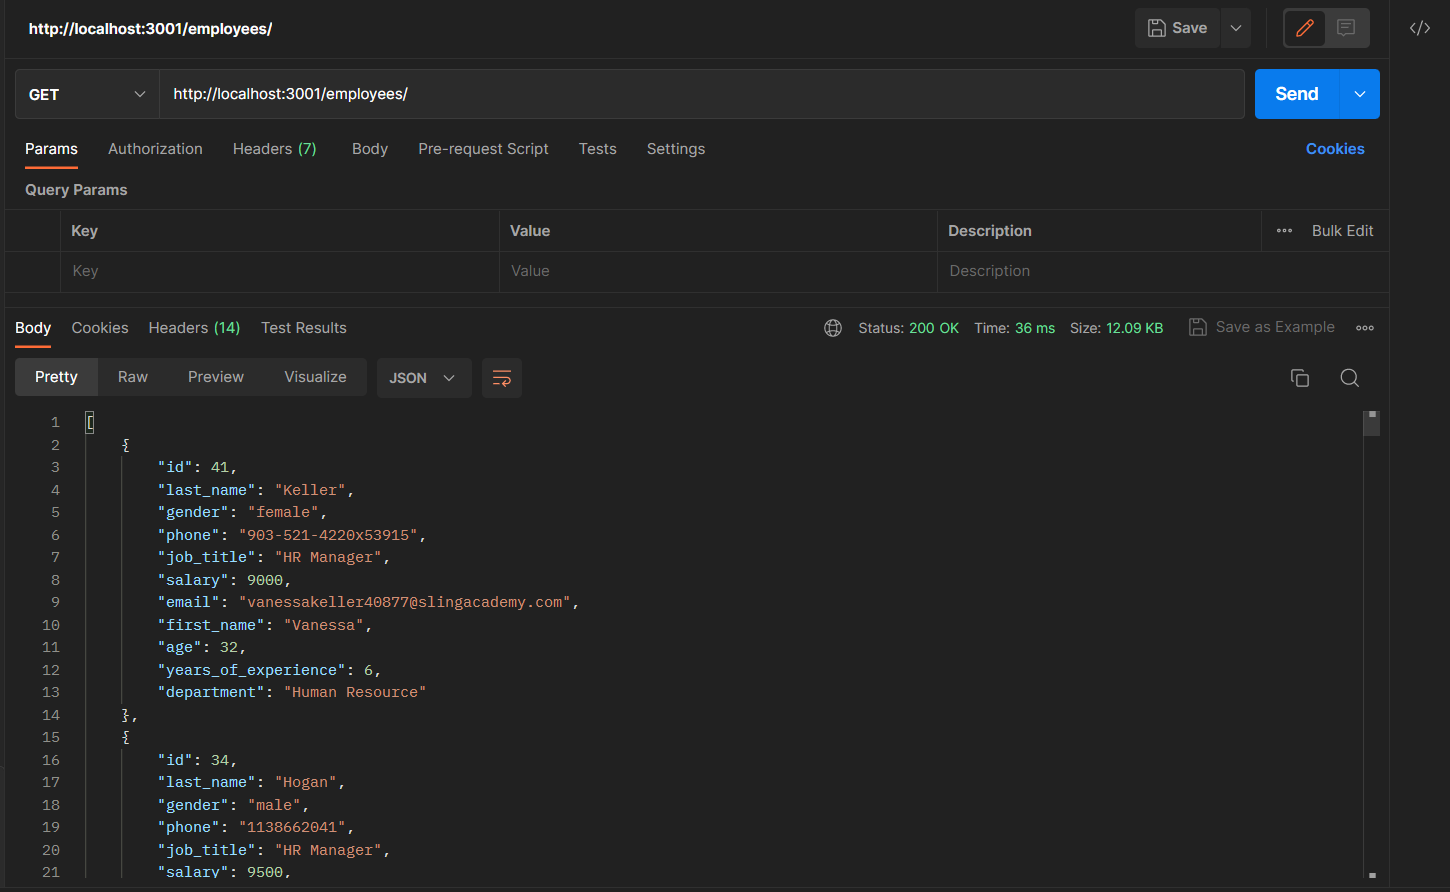 http://localhost:3001/employees/
Save
GET
http://localhost:3001/employees/
Send
Params Authorization Headers (7) Body Pre-request Script Tests Settings Cookies
Query Params
Key Value Description Bulk Edit
Key Value Description
Body Cookies Headers (14) Test Results Status: 200 OK Time: 36 ms Size: 12.09 KB Save as Example
Pretty Raw Preview Visualize JSON
1 [
2 {
3 "id": 41,
4 "last_name": "Keller",
5 "gender": "female",
6 "phone": "903-521-4220x53915",
7 "job_title": "HR Manager",
8 "salary": 9000,
9 "email": "vanessakeller40877@slingacademy.com",
10 "first_name": "Vanessa",
11 "age": 32,
12 "years_of_experience": 6,
13 "department": "Human Resource"
14 },
15 {
16 "id": 34,
17 "last_name": "Hogan",
18 "gender": "male",
19 "phone": "1138662041",
20 "job_title": "HR Manager",
21 "salary": 9500,